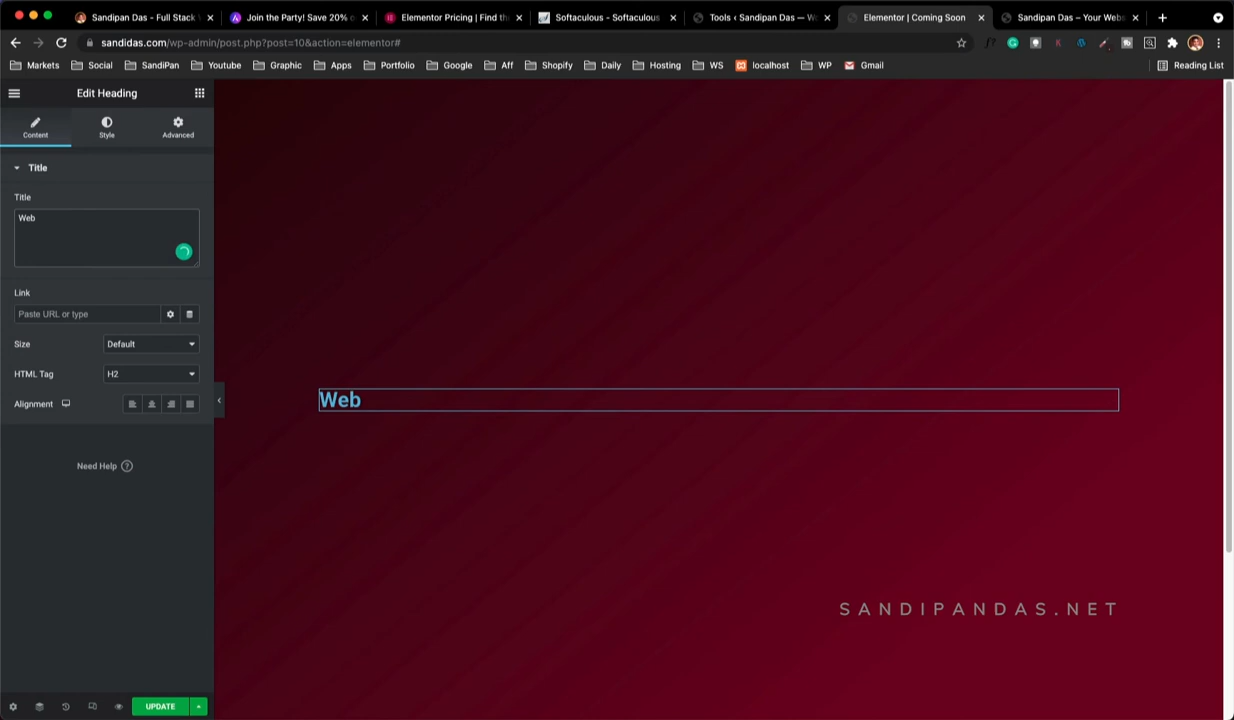 Sandipan Das - Full Stack
Join the Party! Save 20% o
Elementor Pricing | Find th
Softaculous - Softaculous
Tools ‹ Sandipan Das — W
Elementor | Coming Soon
Sandipan Das – Your Webs
sandidas.com/wp-admin/post.php?post=10&action=elementor#
Markets Social SandiPan Youtube Graphic Apps Portfolio Google Aff Shopify Daily Hosting WS localhost WP Gmail Reading List
Edit Heading
Content Style Advanced
Title
Title
Web
Link
Paste URL or type
Size Default
HTML Tag H2
Alignment
Need Help ?
UPDATE
Web
SANDIPANDAS.NET